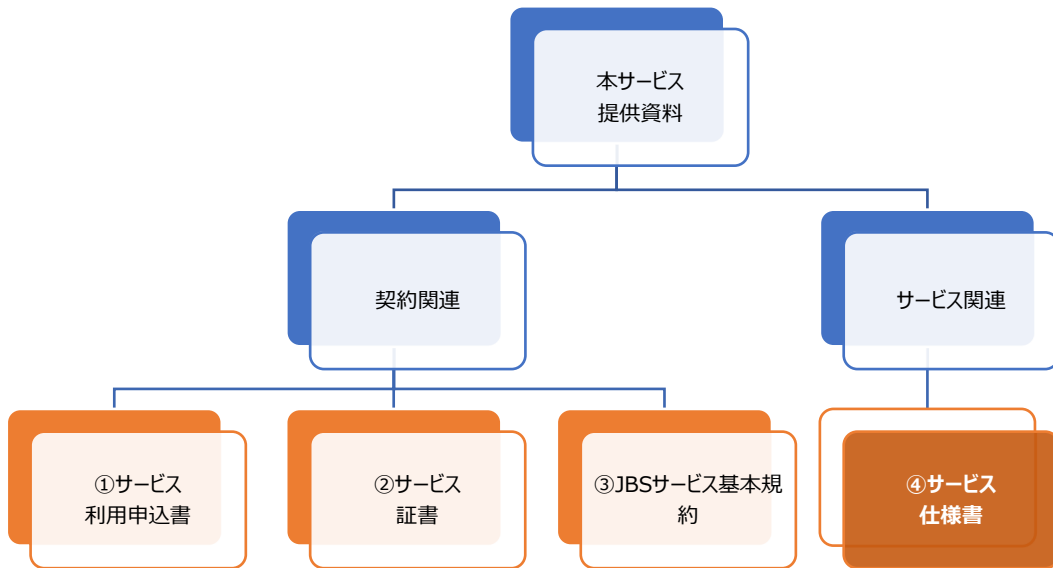 本サービス
提供資料
契約関連
サービス関連
①サービス
利用申込書
②サービス
証書
③JBSサービス基本規
約
④サービス
仕様書